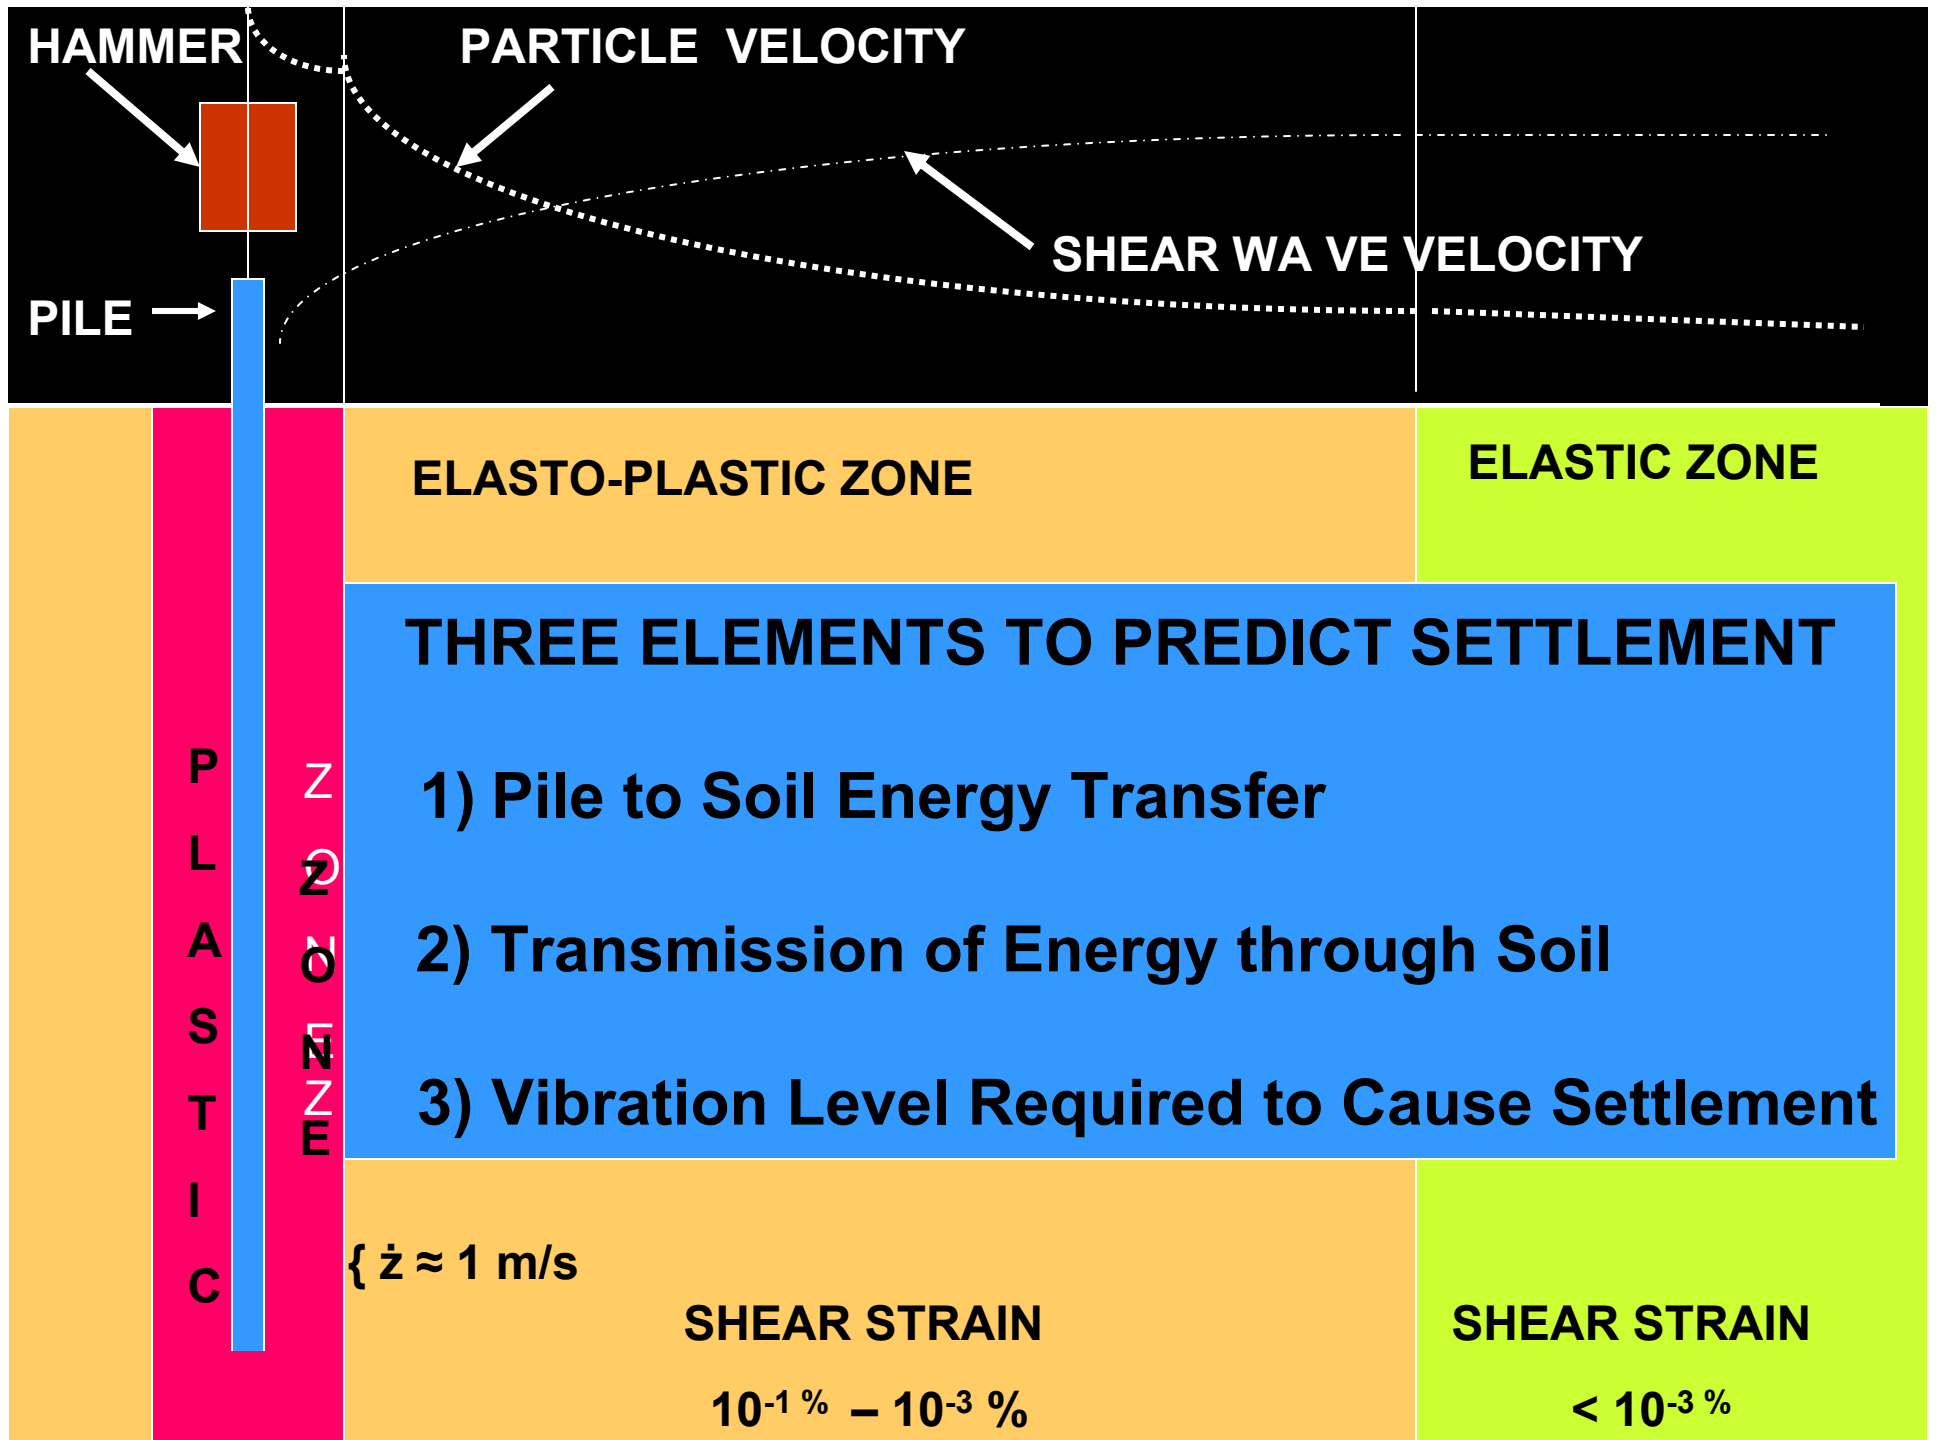 HAMMER
PARTICLE VELOCITY
SHEAR WA VE VELOCITY
PILE
ELASTO-PLASTIC ZONE
ELASTIC ZONE
THREE ELEMENTS TO PREDICT SETTLEMENT
1) Pile to Soil Energy Transfer
2) Transmission of Energy through Soil
3) Vibration Level Required to Cause Settlement
P
L
A
S
T
I
C
Z
O
N
E
Z
Z
O
N
E
{ ż ≈ 1 m/s
SHEAR STRAIN
10-1 % – 10-3 %
SHEAR STRAIN
< 10-3 %